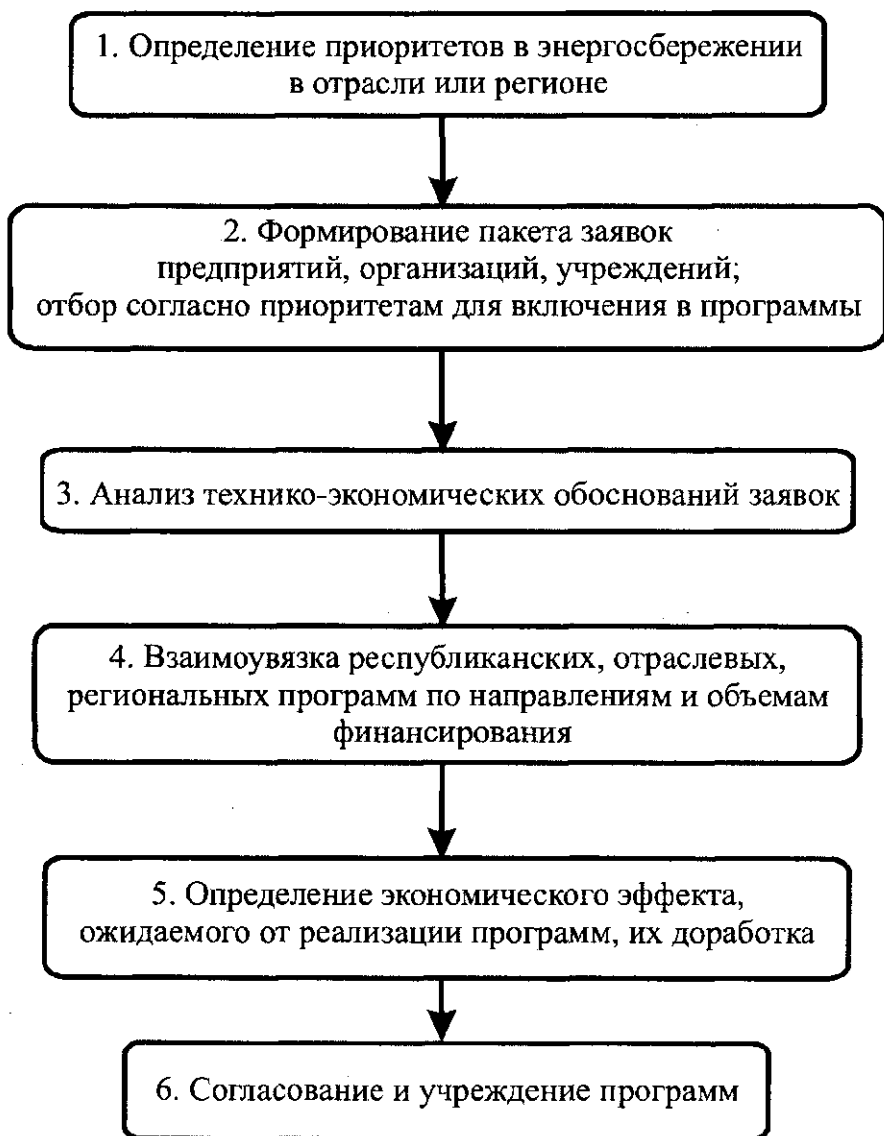 1. Определение приоритетов в энергосбережении
в отрасли или регионе
2. Формирование пакета заявок
предприятий, организаций, учреждений;
отбор согласно приоритетам для включения в программы
3. Анализ технико-экономических обоснований заявок
4. Взаимоувязка республиканских, отраслевых,
региональных программ по направлениям и объемам
финансирования
5. Определение экономического эффекта,
ожидаемого от реализации программ, их доработка
6. Согласование и учреждение программ